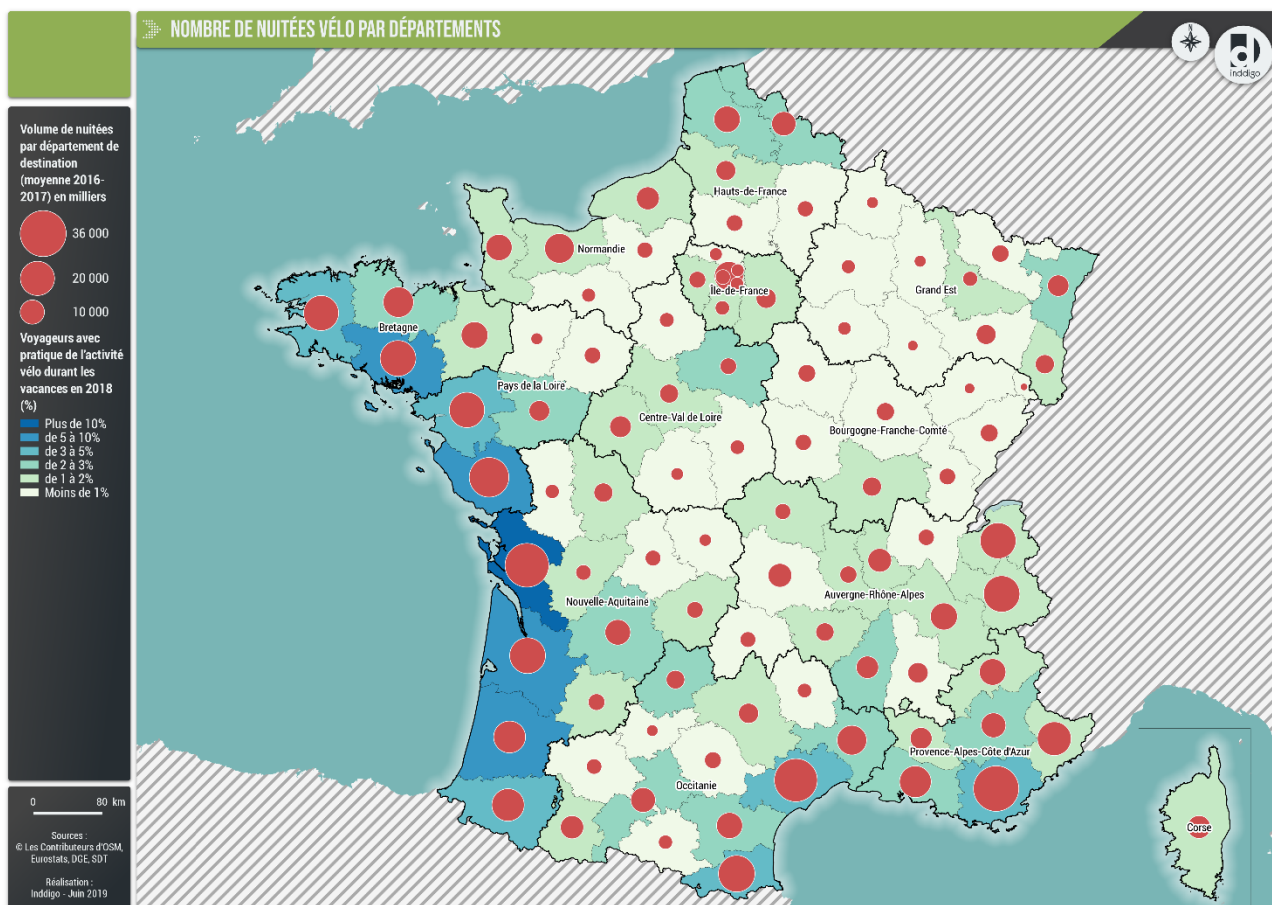 NOMBRE DE NUITÉES VÉLO PAR DÉPARTEMENTS
N
inddigo
Volume de nuitées
par département de
destination
(moyenne 2016-
2017) en milliers
36 000
20 000
10 000
Voyageurs avec
pratique de l'activité
vélo durant les
vacances en 2018
(%)
Plus de 10%
de 5 à 10%
de 3 à 5%
de 2 à 3%
de 1 à 2%
Moins de 1%
0 80 km
Sources :
© Les Contributeurs d'OSM,
Eurostats, DGE, SDT
Réalisation :
Inddigo - Juin 2019
Hauts-de-France
Normandie
Île-de-France
Grand Est
Bretagne
Pays de la Loire
Centre-Val de Loire
Bourgogne-Franche-Comté
Nouvelle-Aquitaine
Auvergne-Rhône-Alpes
Provence-Alpes-Côte d'Azur
Occitanie
Corse